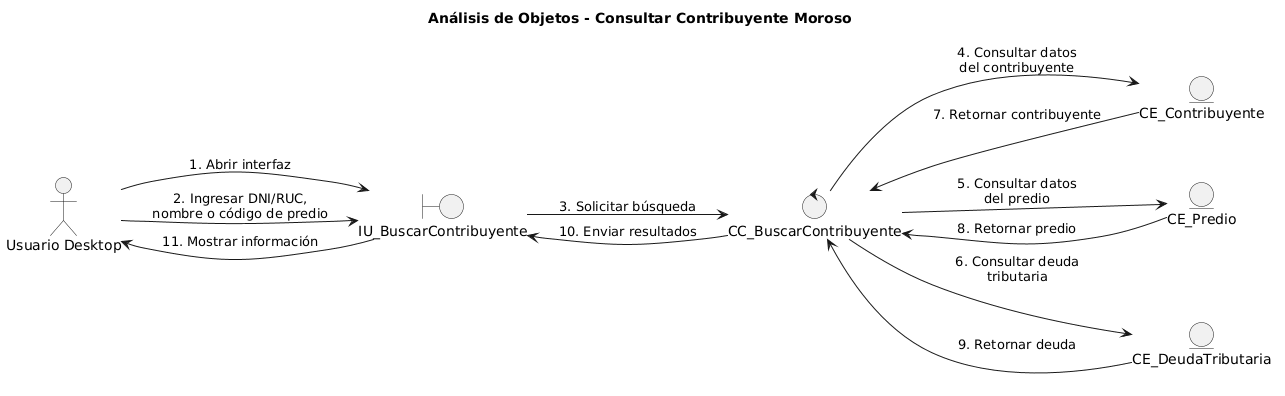 Análisis de Objetos - Consultar Contribuyente Moroso
1. Abrir interfaz
2. Ingresar DNI/RUC,
nombre o código de predio
11. Mostrar información
Usuario Desktop
IU_BuscarContribuyente
3. Solicitar búsqueda
10. Enviar resultados
CC_BuscarContribuyente
4. Consultar datos
del contribuyente
7. Retornar contribuyente
CE_Contribuyente
5. Consultar datos
del predio
8. Retornar predio
CE_Predio
6. Consultar deuda
tributaria
9. Retornar deuda
CE_DeudaTributaria